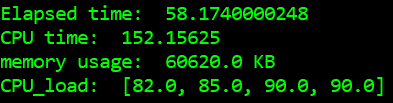 Elapsed time:  58.1740000248
CPU time:  152.15625
memory usage:  60620.0 KB
CPU_load:  [82.0, 85.0, 90.0, 90.0]